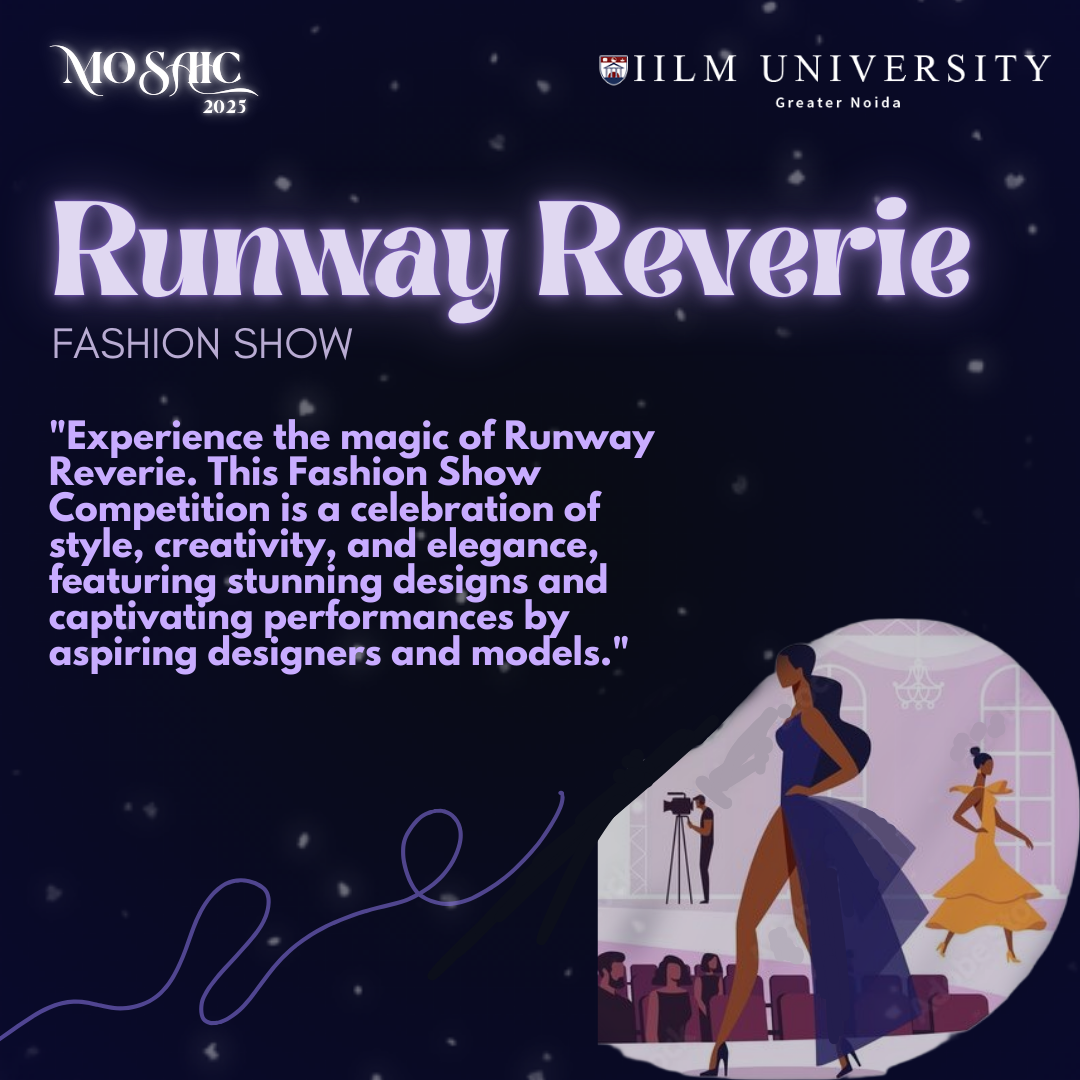 MOSAIC
2025
IILM UNIVERSITY
Greater Noida
Runway Reverie
FASHION SHOW
"Experience the magic of Runway
Reverie. This Fashion Show
Competition is a celebration of
style, creativity, and elegance,
featuring stunning designs and
captivating performances by
aspiring designers and models."